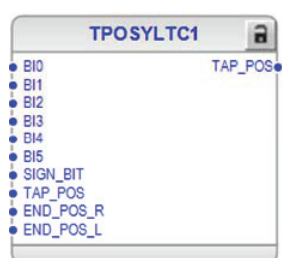 TPOSYLTC1
BI0 TAP_POS
BI1
BI2
BI3
BI4
BI5
SIGN_BIT
TAP_POS
END_POS_R
END_POS_L